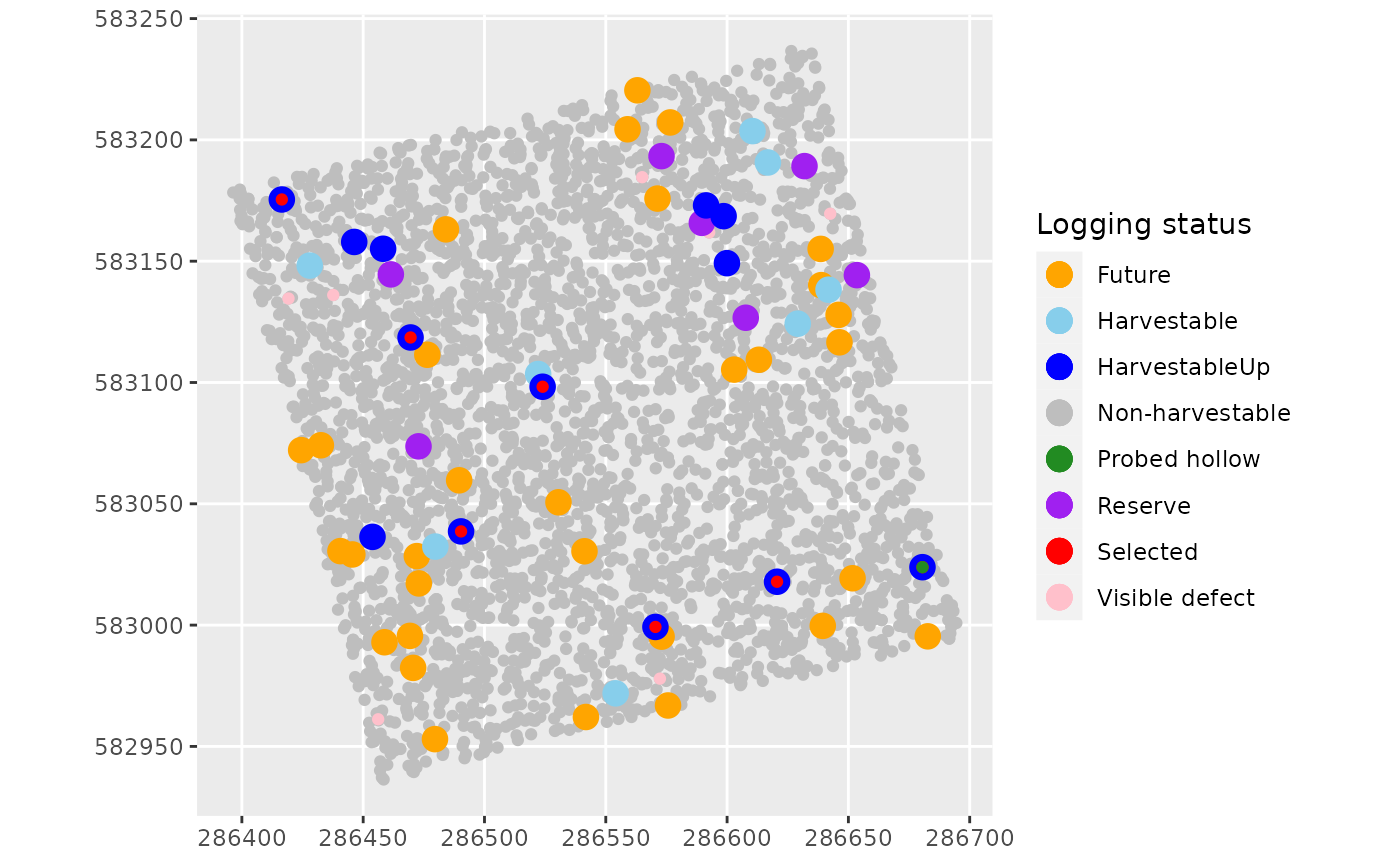 583250
583200
583150
583100
583050
583000
582950
286400 286450 286500 286550 286600 286650 286700
Logging status
Future
Harvestable
HarvestableUp
Non-harvestable
Probed hollow
Reserve
Selected
Visible defect